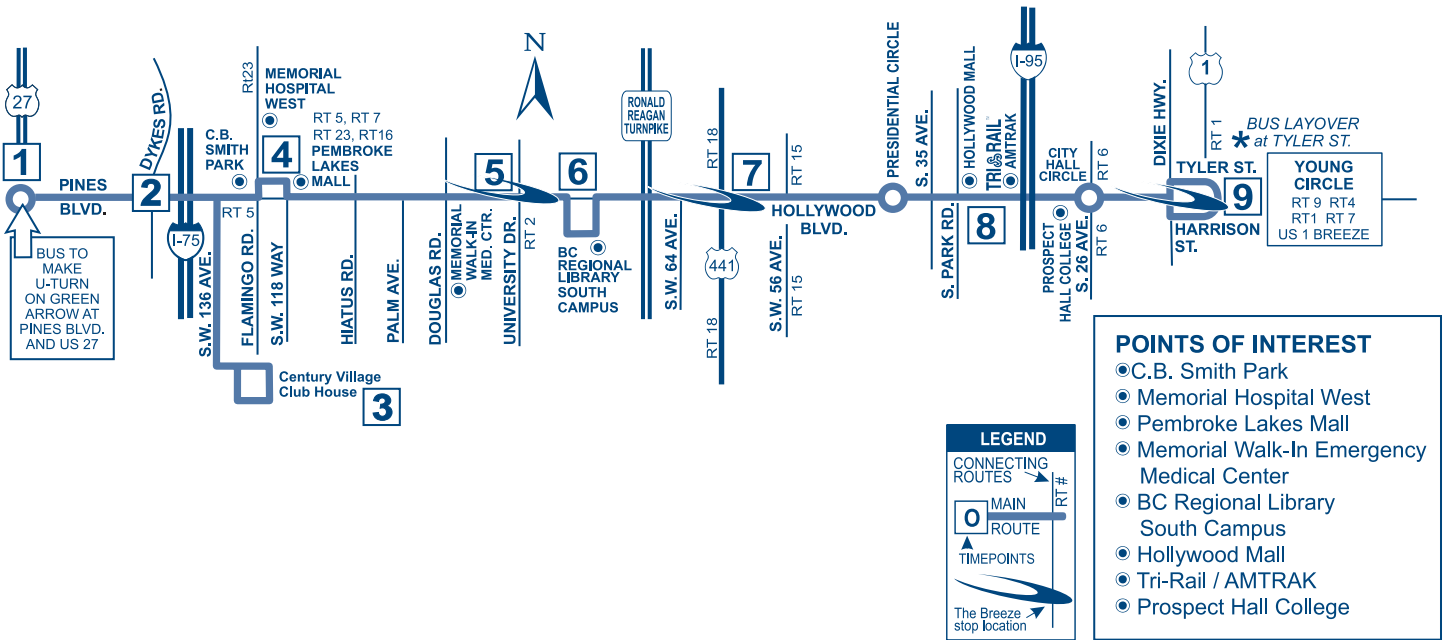 27
1
PINES
BLVD.
BUS TO
MAKE
U-TURN
ON GREEN
ARROW AT
PINES BLVD.
AND US 27
DYKES RD.
2
I-75
S.W. 136 AVE.
C.B.
SMITH
PARK
Rt23
MEMORIAL
HOSPITAL
WEST
RT 5, RT 7
RT 23, RT16
PEMBROKE
LAKES
MALL
4
RT 5
FLAMINGO RD.
S.W. 118 WAY
Century Village
Club House
3
HIATUS RD.
PALM AVE.
DOUGLAS RD.
MEMORIAL
WALK-IN
MED. CTR.
5
UNIVERSITY DR.
RT 2
N
6
BC
REGIONAL
LIBRARY
SOUTH
CAMPUS
RONALD
REAGAN
TURNPIKE
S.W. 64 AVE.
RT 18
441
RT 18
7
RT 15
S.W. 56 AVE.
RT 15
HOLLYWOOD
BLVD.
PRESIDENTIAL CIRCLE
S. 35 AVE.
S. PARK RD.
HOLLYWOOD MALL
TRI-RAIL
AMTRAK
8
I-95
CITY
HALL
CIRCLE
RT 6
PROSPECT
HALL COLLEGE
S. 26 AVE.
RT 6
DIXIE HWY.
1
RT 1
* BUS LAYOVER
at TYLER ST.
TYLER ST.
9
HARRISON
ST.
YOUNG
CIRCLE
RT 9 RT4
RT1 RT 7
US 1 BREEZE
LEGEND
CONNECTING
ROUTES
RT #
0
MAIN
ROUTE
TIMEPOINTS
The Breeze
stop location
POINTS OF INTEREST
C.B. Smith Park
Memorial Hospital West
Pembroke Lakes Mall
Memorial Walk-In Emergency
Medical Center
BC Regional Library
South Campus
Hollywood Mall
Tri-Rail / AMTRAK
Prospect Hall College